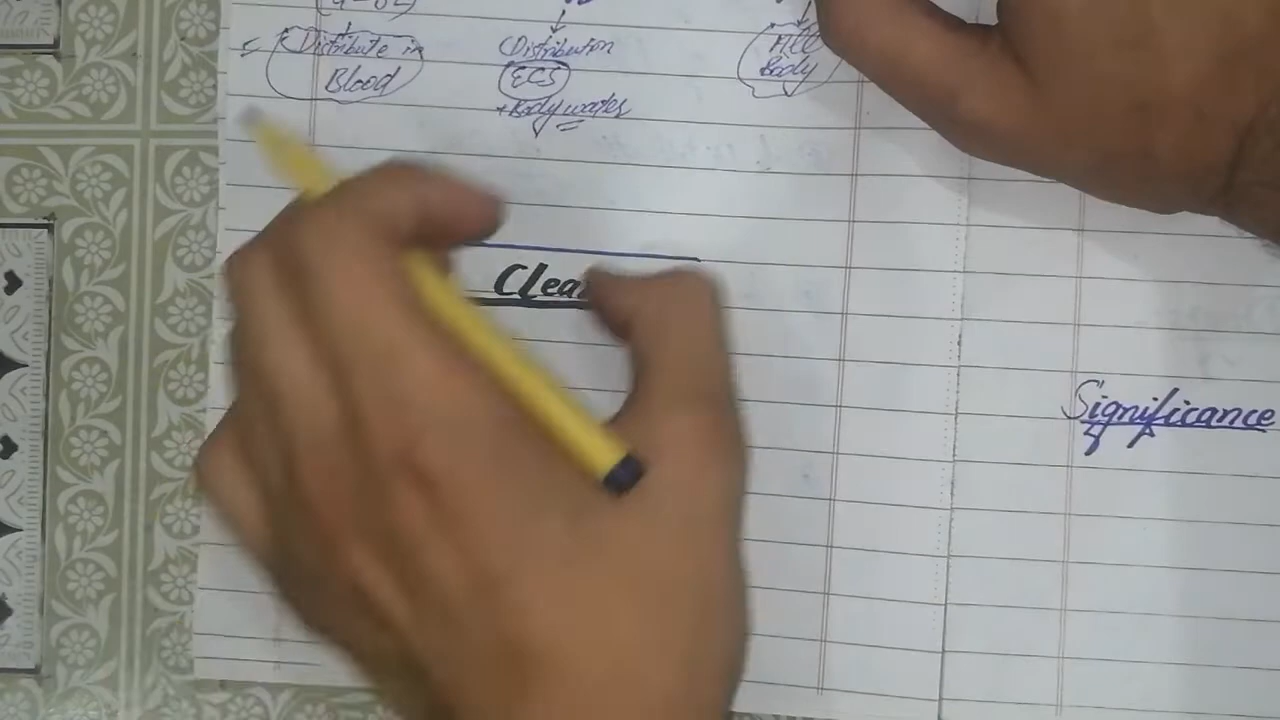 Distribute in
Blood
Distribution
ECS
+ Body water
All
Body
Clea
Significance